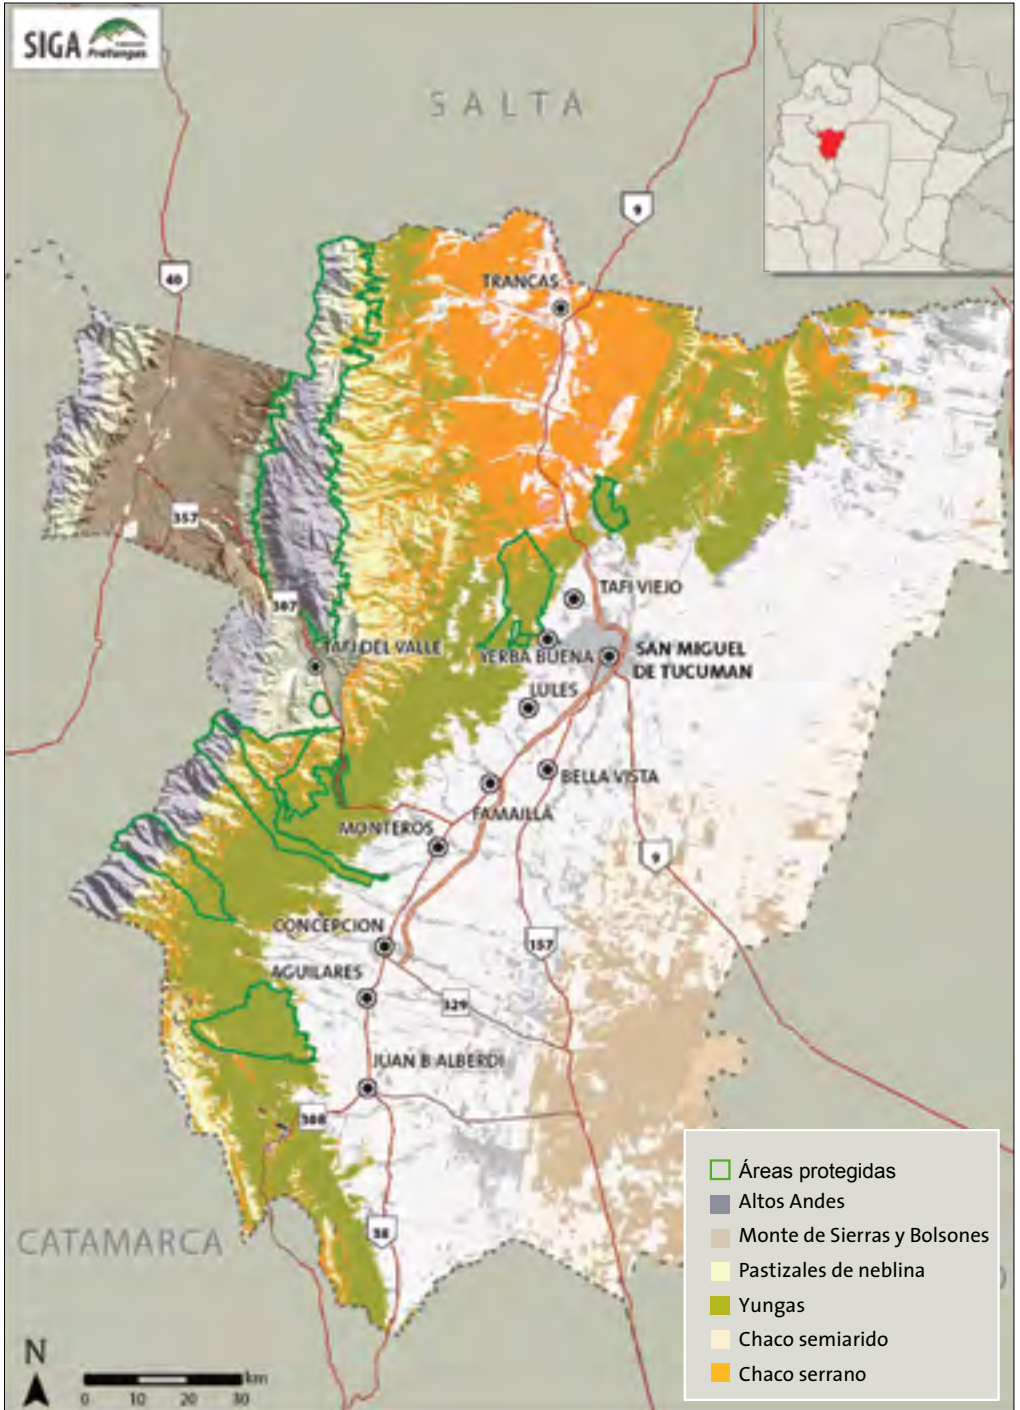 SIGA
ProYungas
SALTA
9
40
TRANCAS
357
307
TAFI VIEJO
TAFI DEL VALLE
YERBA BUENA
SAN MIGUEL
DE TUCUMAN
LULES
BELLA VISTA
FAMAILLÁ
MONTEROS
9
CONCEPCION
157
AGUILARES
329
JUAN B ALBERDI
308
38
CATAMARCA
Áreas protegidas
Altos Andes
Monte de Sierras y Bolsones
Pastizales de neblina
Yungas
Chaco semiarido
Chaco serrano
N
km
0 10 20 30